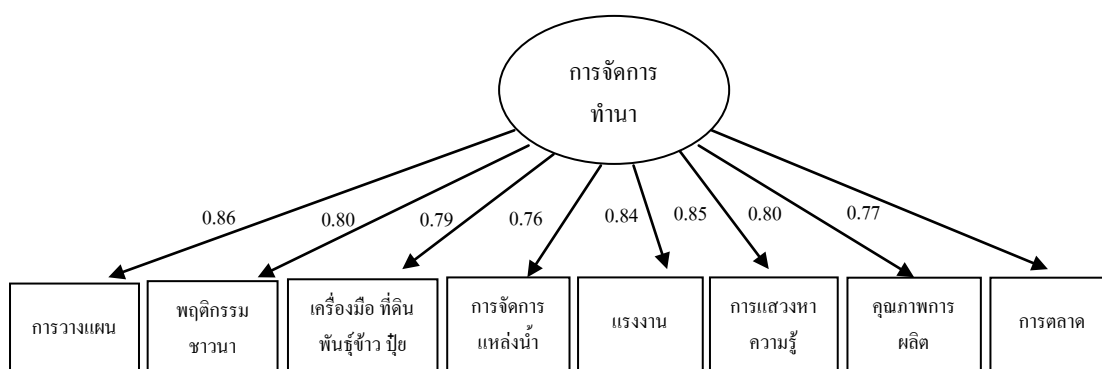 การจัดการ
ทำนา
0.86
0.80
0.79
0.76
0.84
0.85
0.80
0.77
การวางแผน
พฤติกรรม
ชาวนา
เครื่องมือ ที่ดิน
พันธุ์ข้าว ปุ๋ย
การจัดการ
แหล่งน้ำ
แรงงาน
การแสวงหา
ความรู้
คุณภาพการ
ผลิต
การตลาด